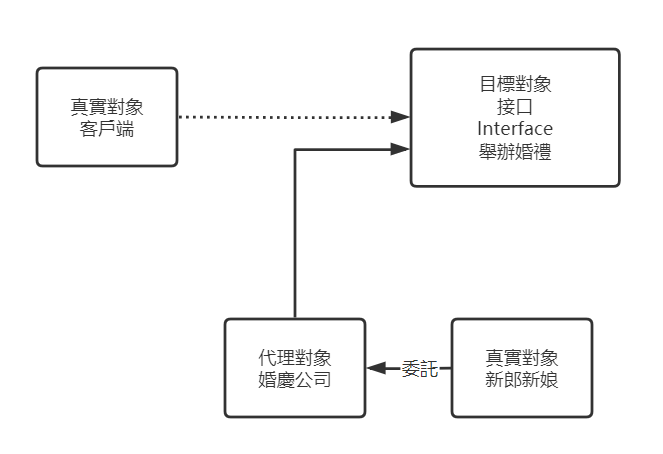 真實對象
客戶端
目標對象
接口
Interface
舉辦婚禮
代理對象
婚慶公司
委託
真實對象
新郎新娘